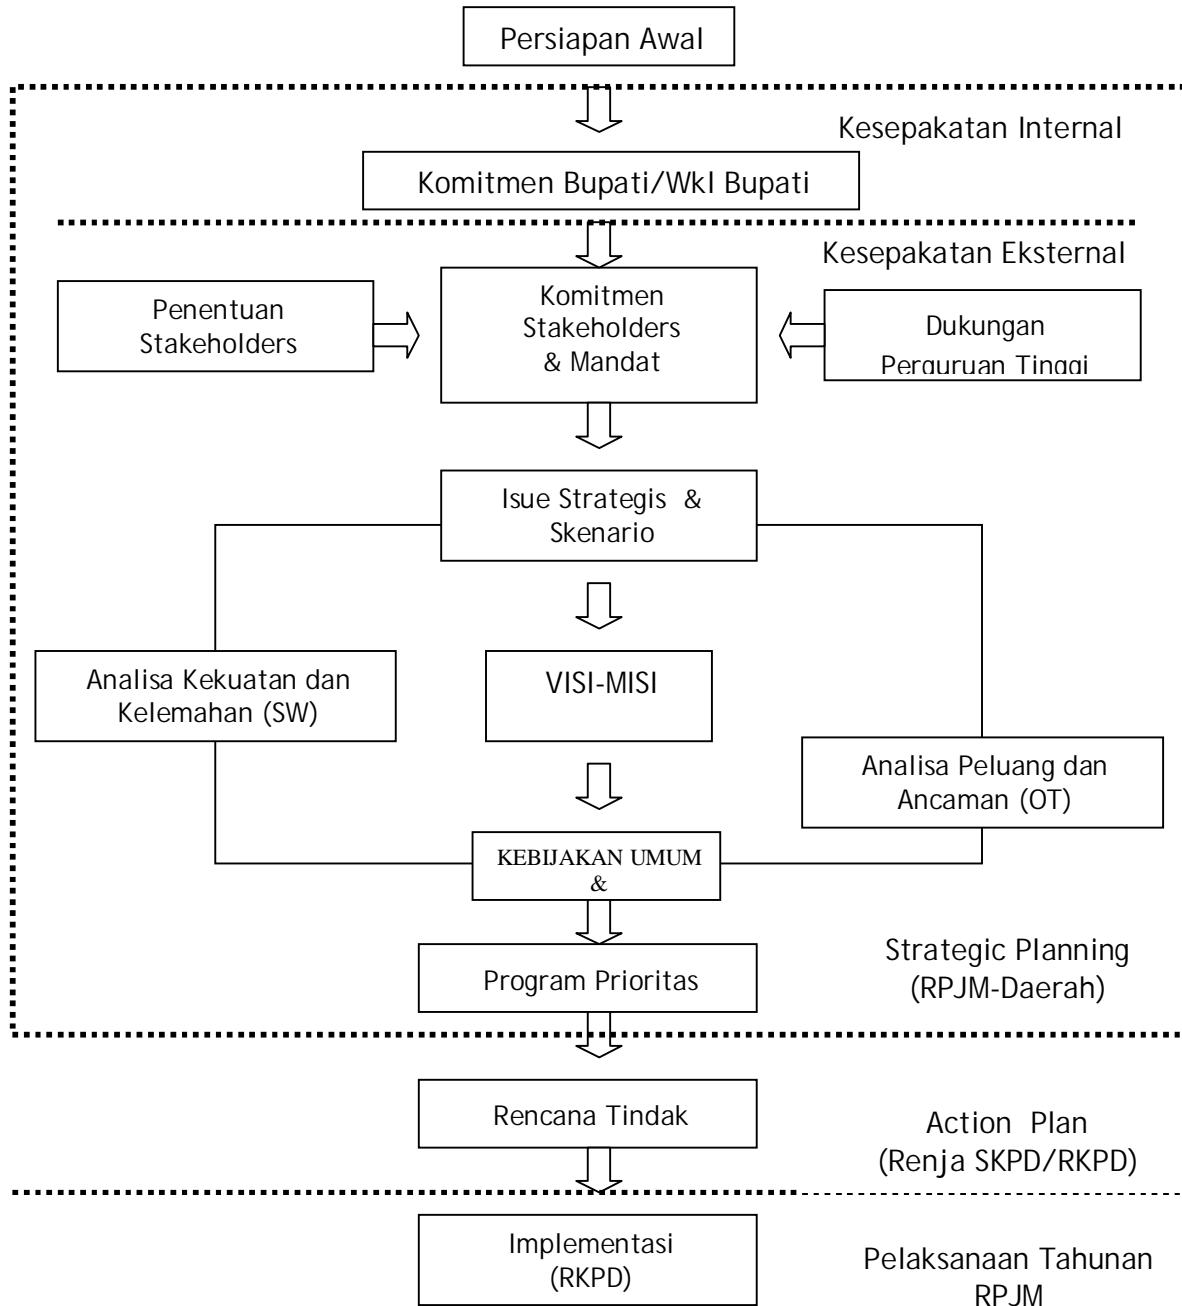 Persiapan Awal
Kesepakatan Internal
Komitmen Bupati/Wkl Bupati
Kesepakatan Eksternal
Penentuan
Stakeholders
Komitmen
Stakeholders
& Mandat
Dukungan
Perguruan Tinggi
Isue Strategis &
Skenario
Analisa Kekuatan dan
Kelemahan (SW)
VISI-MISI
Analisa Peluang dan
Ancaman (OT)
KEBIJAKAN UMUM
&
Program Prioritas
Strategic Planning
(RPJM-Daerah)
Rencana Tindak
Action Plan
(Renja SKPD/RKPD)
Implementasi
(RKPD)
Pelaksanaan Tahunan
RPJM